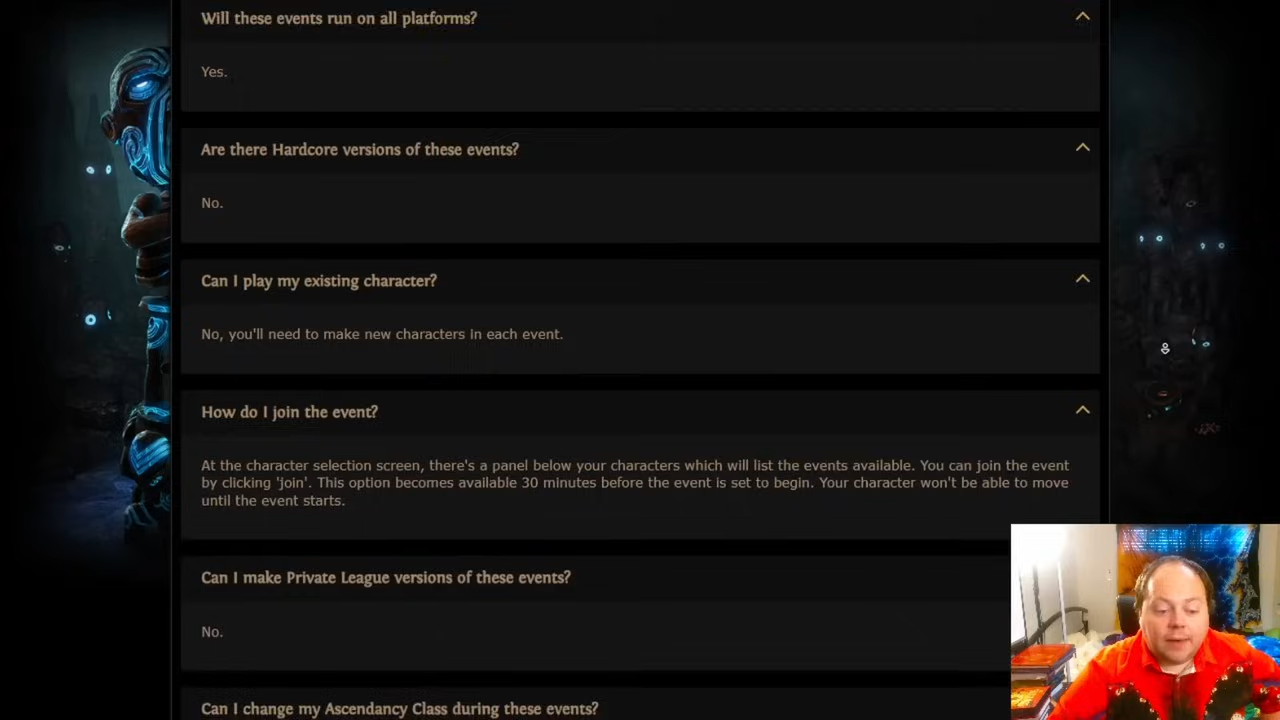 Will these events run on all platforms?
Yes.
Are there Hardcore versions of these events?
No.
Can I play my existing character?
No, you'll need to make new characters in each event.
How do I join the event?
At the character selection screen, there's a panel below your characters which will list the events available. You can join the event
by clicking 'join'. This option becomes available 30 minutes before the event is set to begin. Your character won't be able to move
until the event starts.
Can I make Private League versions of these events?
No.
Can I change my Ascendancy Class during these events?